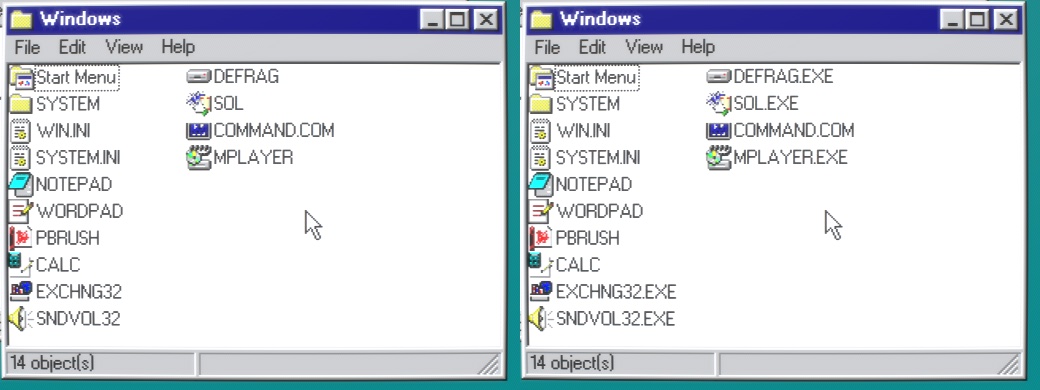 Windows
File Edit View Help
Start Menu
SYSTEM
WIN.INI
SYSTEM.INI
NOTEPAD
WORDPAD
PBRUSH
CALC
EXCHNG32
SNDVOL32
DEFRAG
SOL
COMMAND.COM
MPLAYER
14 object(s)
Windows
File Edit View Help
Start Menu
SYSTEM
WIN.INI
SYSTEM.INI
NOTEPAD
WORDPAD
PBRUSH
CALC
EXCHNG32.EXE
SNDVOL32.EXE
DEFRAG.EXE
SOL.EXE
COMMAND.COM
MPLAYER.EXE
14 object(s)